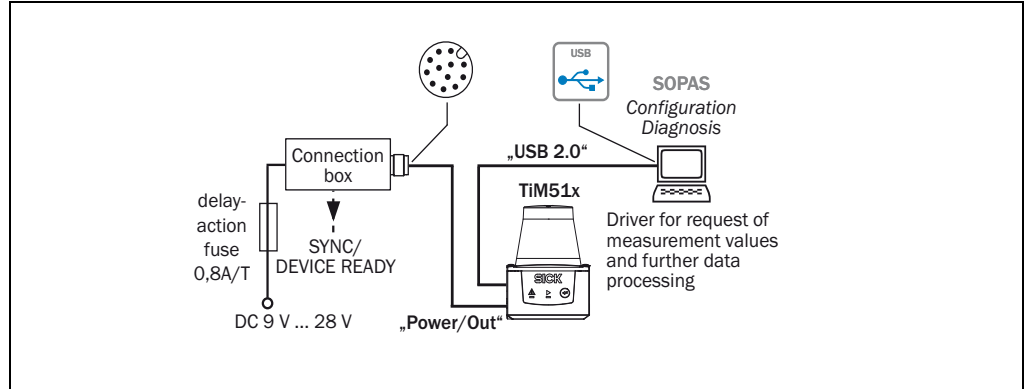 USB
SOPAS
Configuration
Diagnosis
„USB 2.0“
Connection
box
TiM51x
delay-
action
fuse
0,8A/T
SYNC/
DEVICE READY
Driver for request of
measurement values
and further data
processing
SICK
DC 9 V ... 28 V
„Power/Out“